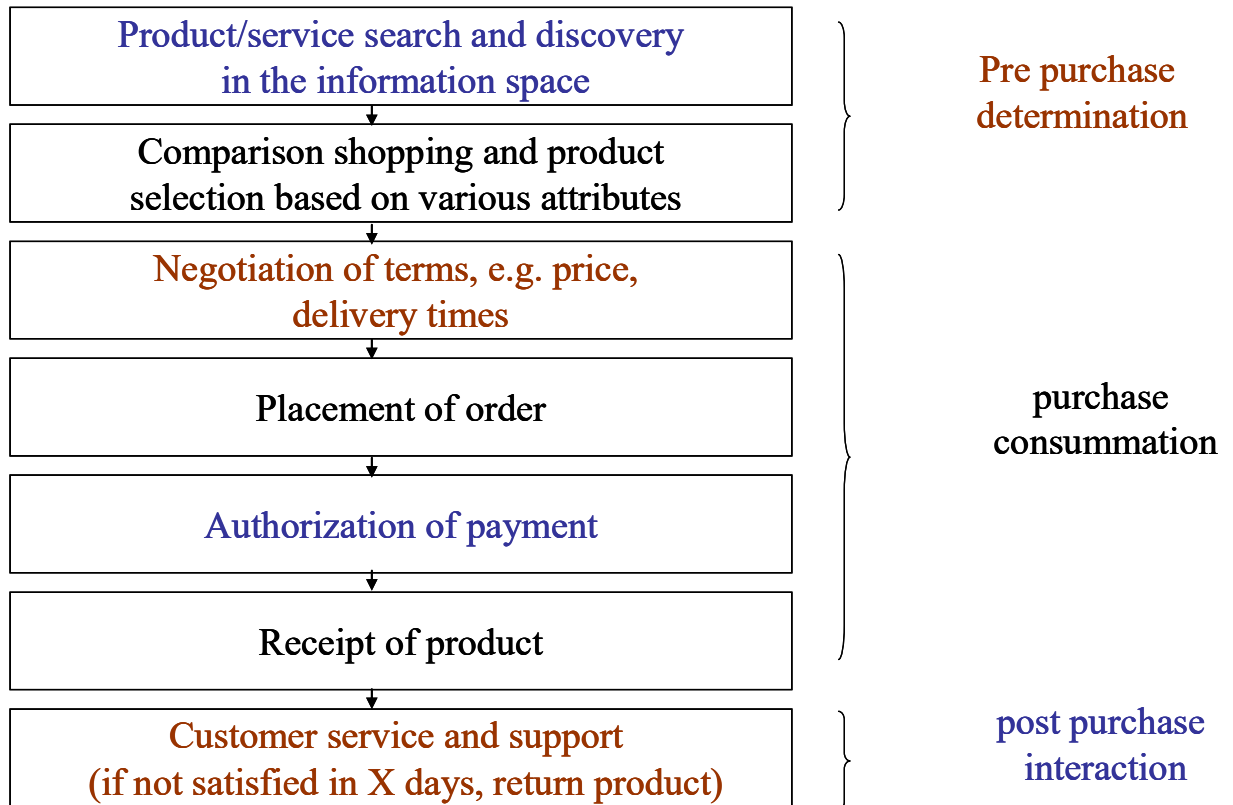 Product/service search and discovery
in the information space
Pre purchase
determination
Comparison shopping and product
selection based on various attributes
Negotiation of terms, e.g. price,
delivery times
Placement of order
purchase
consummation
Authorization of payment
Receipt of product
Customer service and support
(if not satisfied in X days, return product)
post purchase
interaction